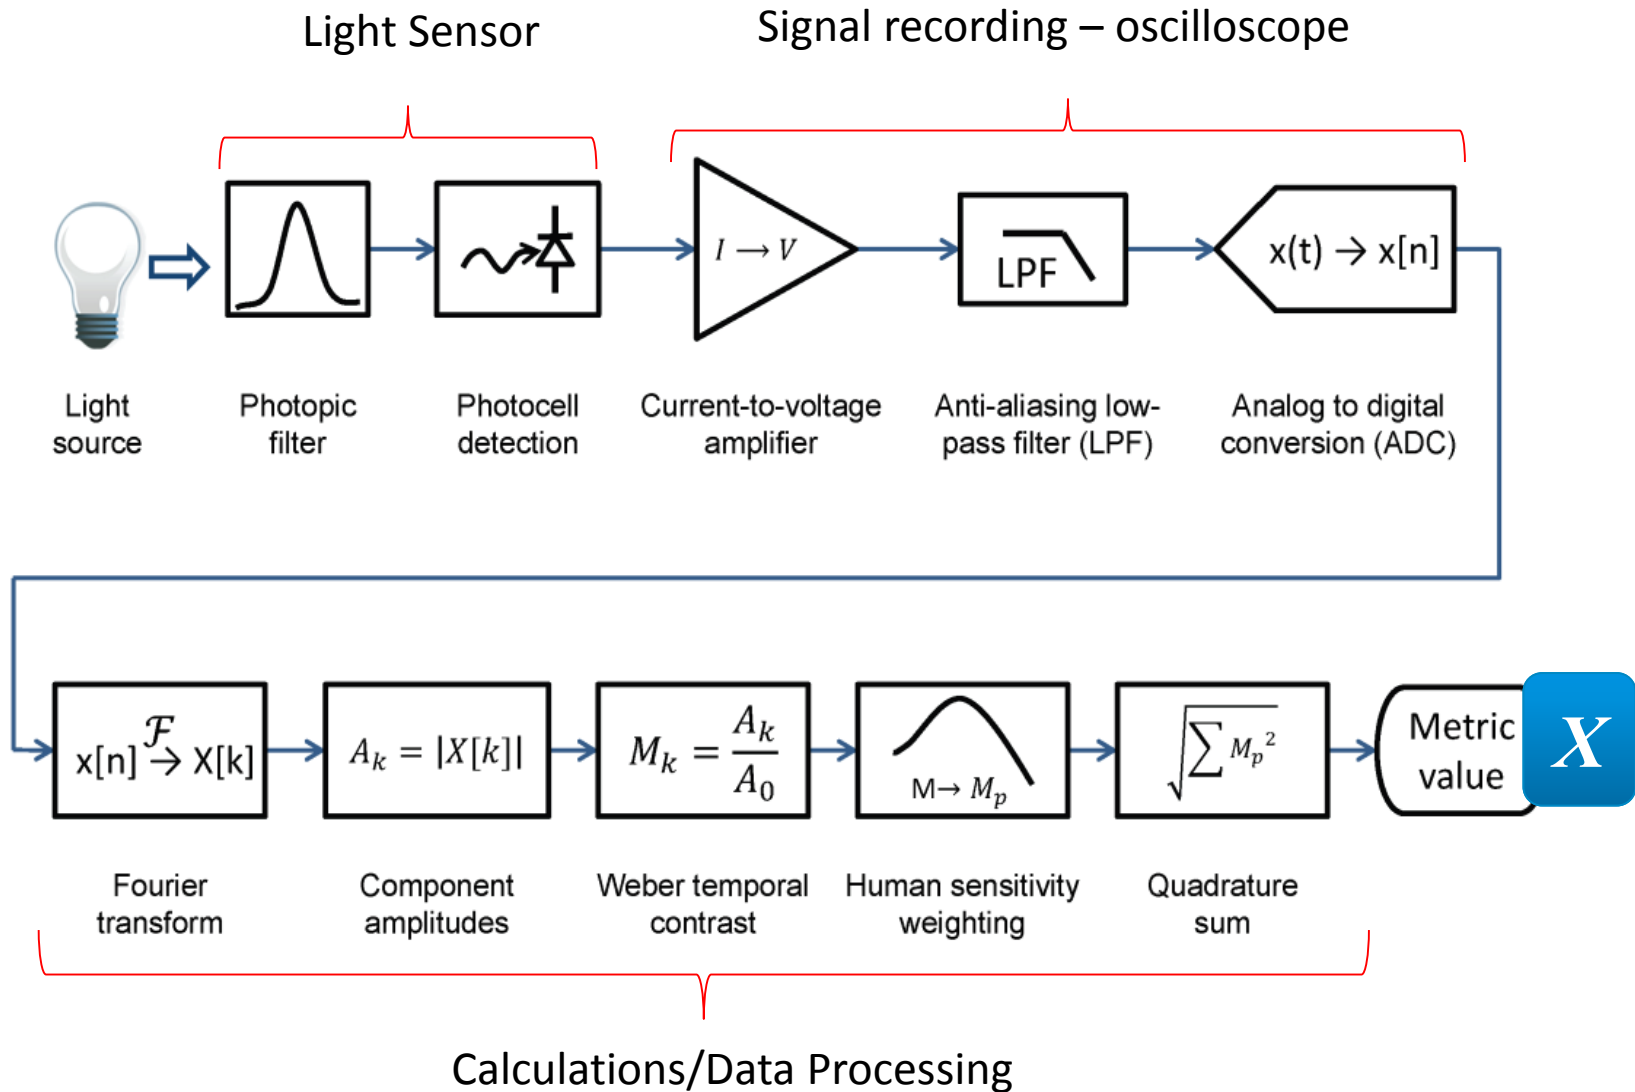 Light Sensor
Signal recording – oscilloscope
I → V
LPF
x(t) → x[n]
Light
source
Photopic
filter
Photocell
detection
Current-to-voltage
amplifier
Anti-aliasing low-
pass filter (LPF)
Analog to digital
conversion (ADC)
ℱ
x[n] → X[k]
A_k = |X[k]|
M_k = A_k / A_0
M → M_p
√∑ M_p²
Metric
value
X
Fourier
transform
Component
amplitudes
Weber temporal
contrast
Human sensitivity
weighting
Quadrature
sum
Calculations/Data Processing